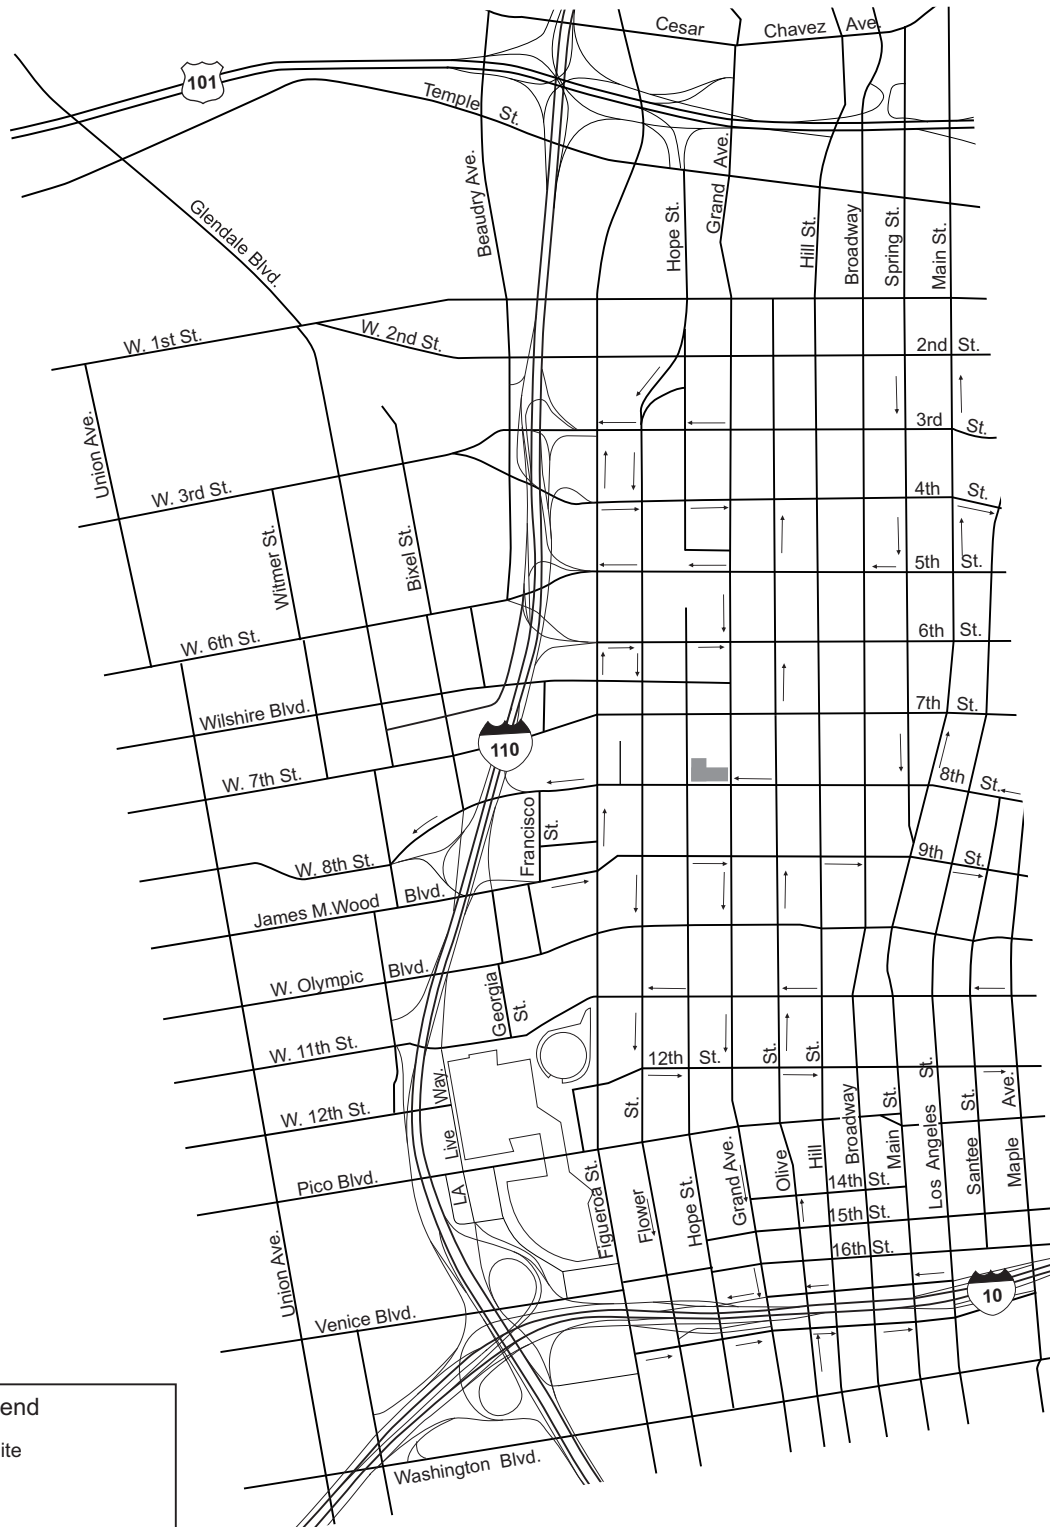 Cesar Chavez Ave.
101
Temple St.
Beaudry Ave.
Grand Ave.
Hope St.
Hill St.
Broadway
Spring St.
Main St.
Glendale Blvd.
W. 1st St.
W. 2nd St.
2nd St.
Union Ave.
3rd St.
W. 3rd St.
4th St.
Witmer St.
Bixel St.
5th St.
W. 6th St.
6th St.
Wilshire Blvd.
7th St.
110
W. 7th St.
8th St.
Francisco St.
W. 8th St.
9th St.
James M.Wood Blvd.
W. Olympic Blvd.
Georgia St.
W. 11th St.
12th St.
St.
St.
W. 12th St.
LA Live Way.
Pico Blvd.
Figueroa St.
Flower St.
Hope St.
Grand Ave.
Olive
Hill
Broadway
Main St.
Los Angeles St.
Santee St.
Maple Ave.
14th St.
15th St.
16th St.
Union Ave.
10
Venice Blvd.
Washington Blvd.
end
ite